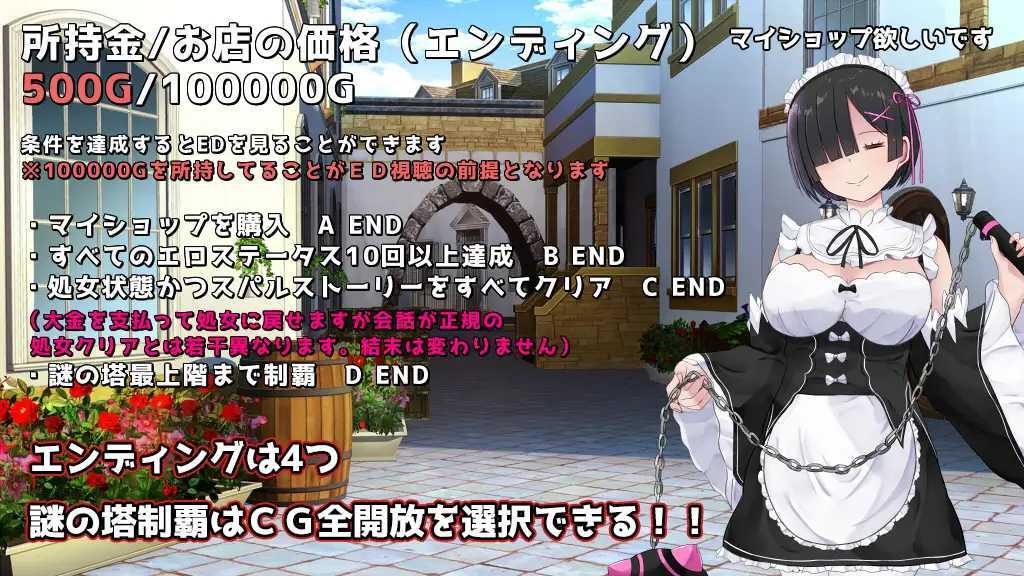 所持金/お店の価格（エンディング）
マイショップ欲しいです
500G/100000G
条件を達成するとEDを見ることができます
※100000Gを所持してることがＥＤ視聴の前提となります
・マイショップを購入　A END
・すべてのエロステータス10回以上達成　B END
・処女状態かつスバルストーリーをすべてクリア　C END
（大金を支払って処女に戻せますが会話が正規の
処女クリアとは若干異なります。結末は変わりません）
・謎の塔最上階まで制覇　D END
エンディングは4つ
謎の塔制覇はＣＧ全開放を選択できる！！